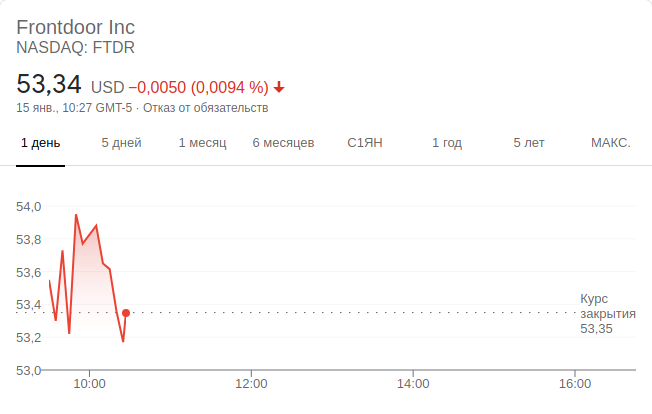 Frontdoor Inc
NASDAQ: FTDR
53,34 USD −0,0050 (0,0094 %)
15 янв., 10:27 GMT-5 · Отказ от обязательств
1 день 5 дней 1 месяц 6 месяцев С1ЯН 1 год 5 лет МАКС.
54,0
53,8
53,6
53,4
53,2
53,0
Курс
закрытия
53,35
10:00 12:00 14:00 16:00